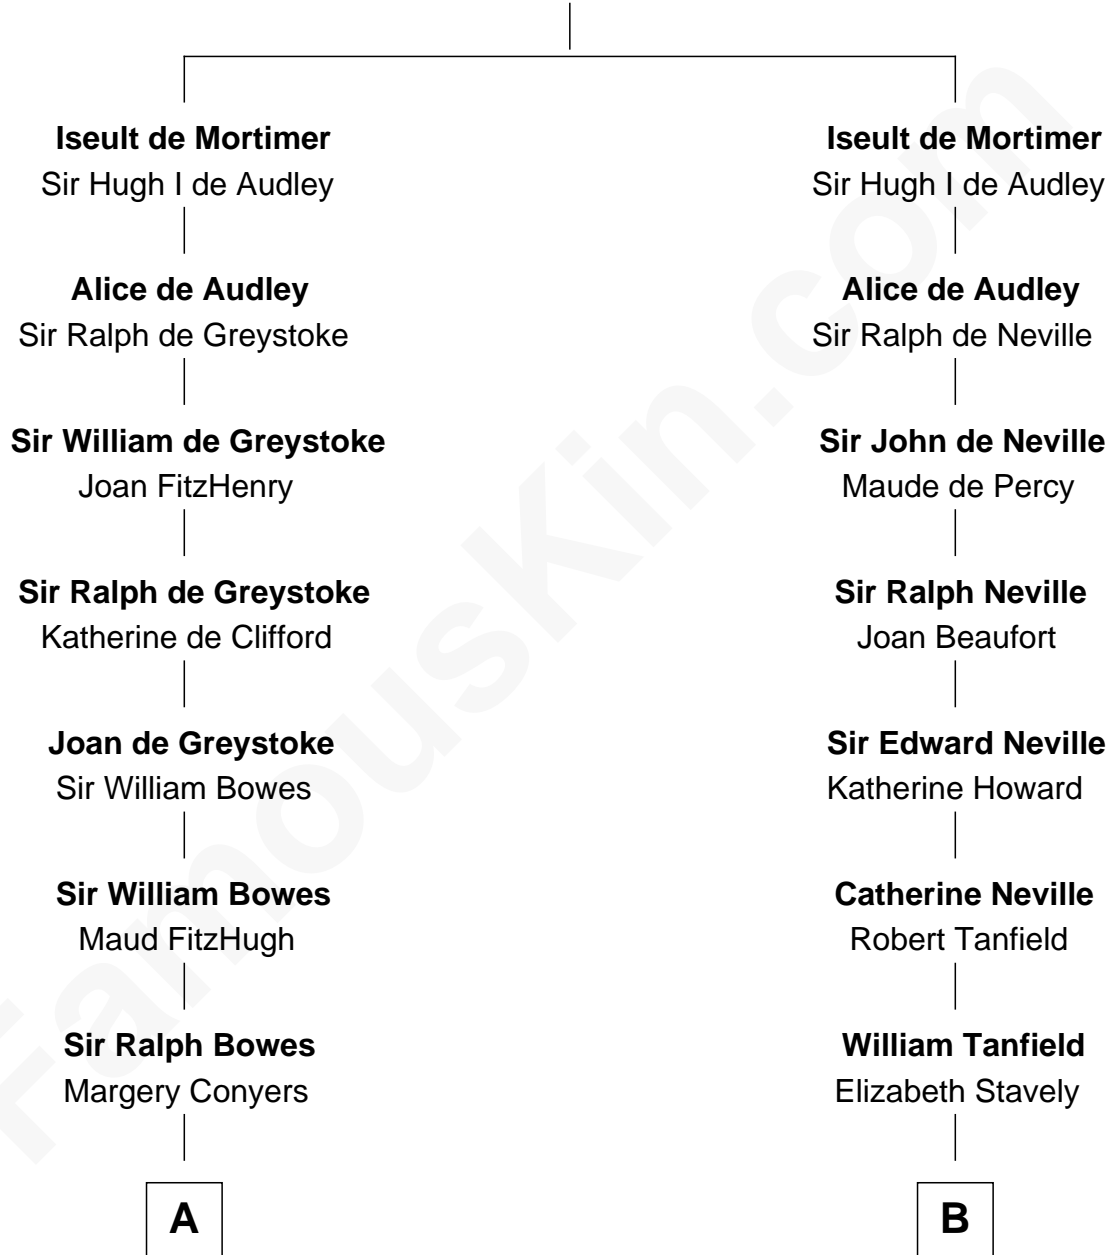 Iseult de Mortimer
Sir Hugh I de Audley
Alice de Audley
Sir Ralph de Greystoke
Sir William de Greystoke
Joan FitzHenry
Sir Ralph de Greystoke
Katherine de Clifford
Joan de Greystoke
Sir William Bowes
Sir William Bowes
Maud FitzHugh
Sir Ralph Bowes
Margery Conyers
A
Iseult de Mortimer
Sir Hugh I de Audley
Alice de Audley
Sir Ralph de Neville
Sir John de Neville
Maude de Percy
Sir Ralph Neville
Joan Beaufort
Sir Edward Neville
Katherine Howard
Catherine Neville
Robert Tanfield
William Tanfield
Elizabeth Stavely
B
FamousKin.com